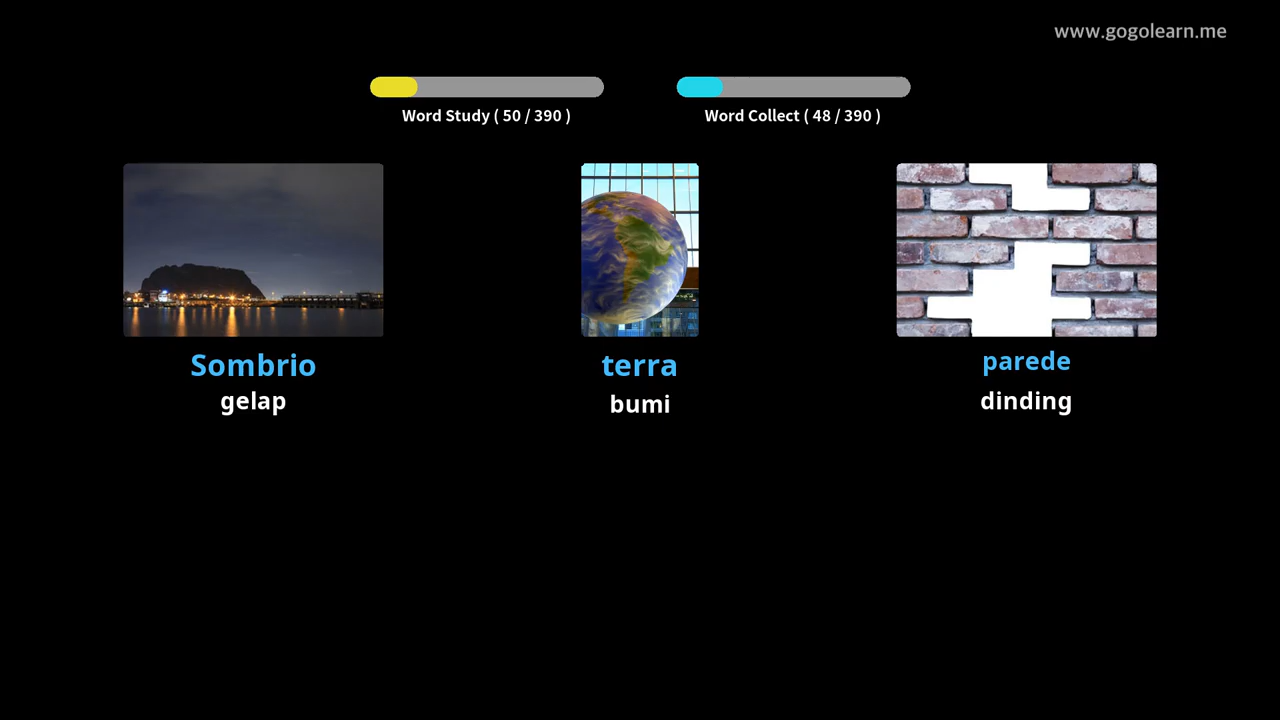 www.gogolearn.me
Word Study ( 50 / 390 )
Word Collect ( 48 / 390 )
Sombrio
terra
parede
gelap
bumi
dinding